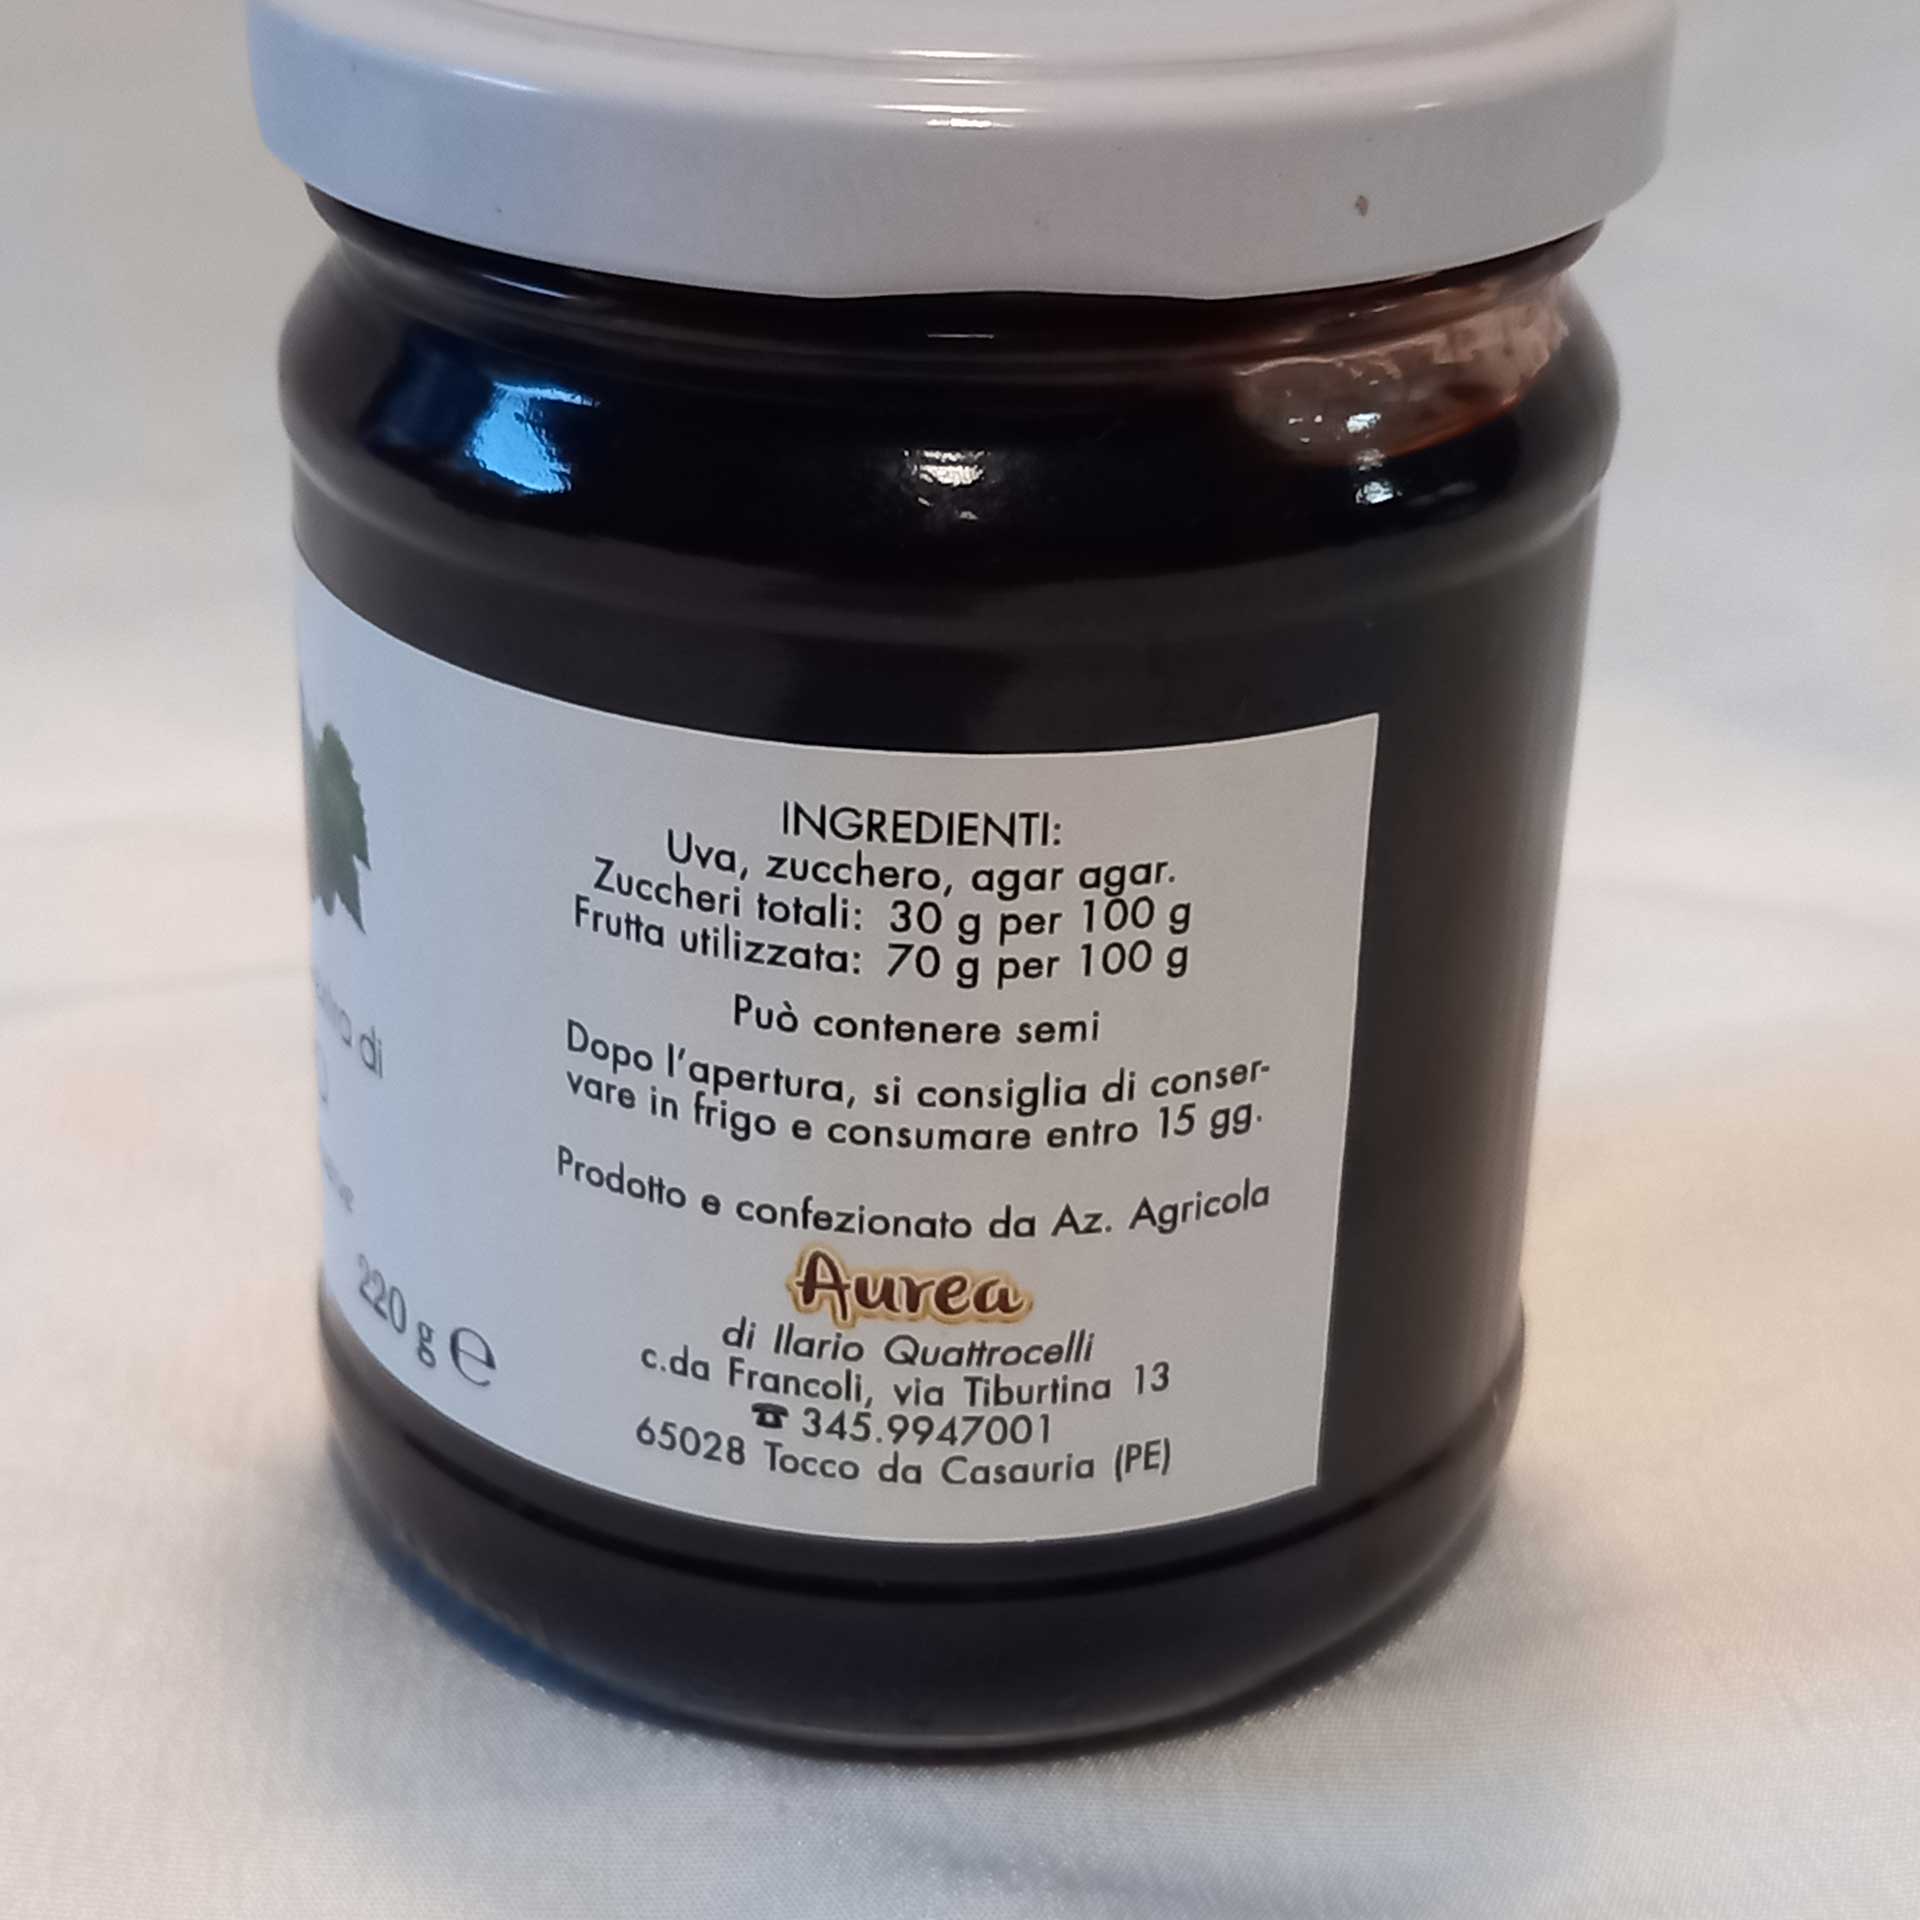 INGREDIENTI:
Uva, zucchero, agar agar.
Zuccheri totali: 30 g per 100 g
Frutta utilizzata: 70 g per 100 g
Può contenere semi
Dopo l'apertura, si consiglia di conser-
vare in frigo e consumare entro 15 gg.
Prodotto e confezionato da Az. Agricola
Aurea
di Ilario Quattrocelli
c.da Francoli, via Tiburtina 13
☎ 345.9947001
65028 Tocco da Casauria (PE)
di
220 g e